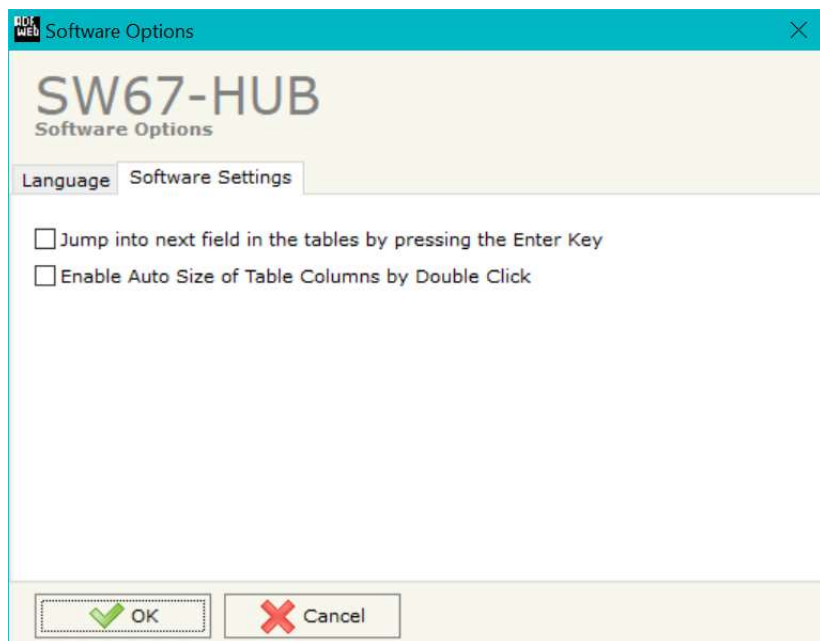 ADF
WEB Software Options
SW67-HUB
Software Options
Language Software Settings
Jump into next field in the tables by pressing the Enter Key
Enable Auto Size of Table Columns by Double Click
OK Cancel